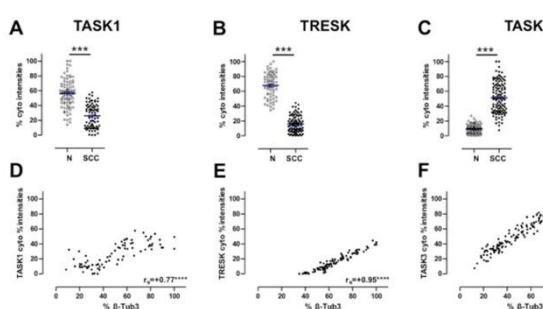 A TASK1
B TRESK
C TASK
% cyto intensities
100
80
60
40
20
0
***
N SCC
% cyto intensities
100
80
60
40
20
0
***
N SCC
% cyto intensities
100
80
60
40
20
0
***
N SCC
D
E
F
TASK1 cyto % intensities
100
80
60
40
20
0
rs=+0.77****
0 20 40 60 80 100
% β-Tub3
TRESK cyto % intensities
100
80
60
40
20
0
rs=+0.95****
0 20 40 60 80 100
% β-Tub3
TASK3 cyto % intensities
100
80
60
40
20
0
0 20 40 60
% β-Tub3